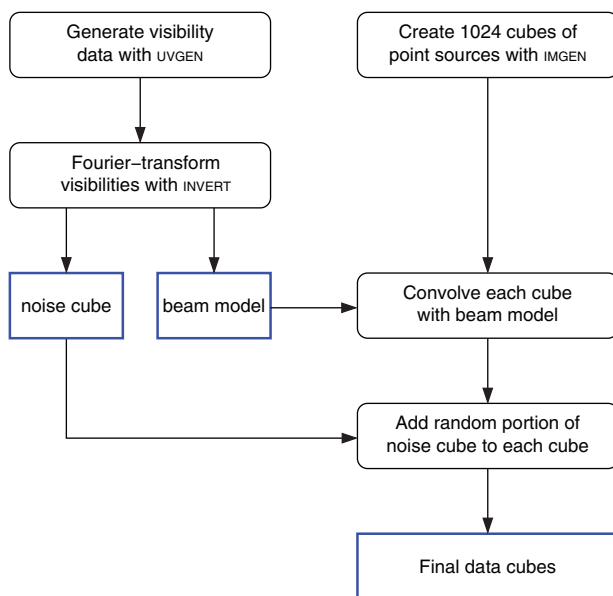 Generate visibility
data with UVGEN
Create 1024 cubes of
point sources with IMGEN
Fourier–transform
visibilities with INVERT
noise cube
beam model
Convolve each cube
with beam model
Add random portion of
noise cube to each cube
Final data cubes